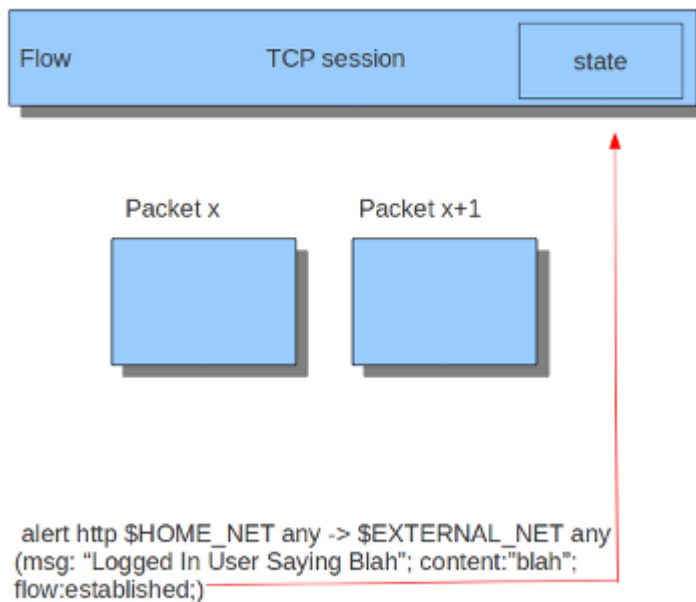 Flow TCP session state
Packet x Packet x+1
alert http $HOME_NET any -> $EXTERNAL_NET any
(msg: “Logged In User Saying Blah"; content:"blah”;
flow:established;)